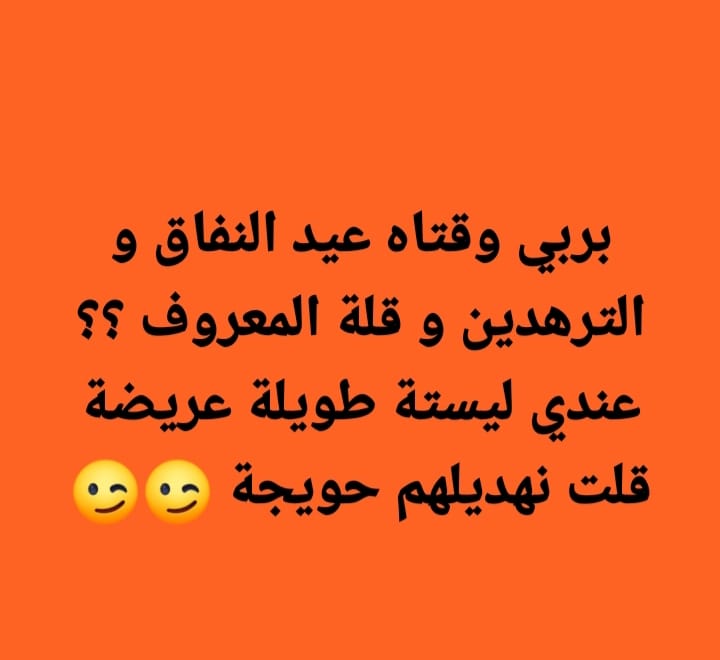 بربي وقتاه عيد النفاق و
الترهدين و قلة المعروف ؟؟
عندي ليستة طويلة عريضة
قلت نهديلهم حويجة 😉😉